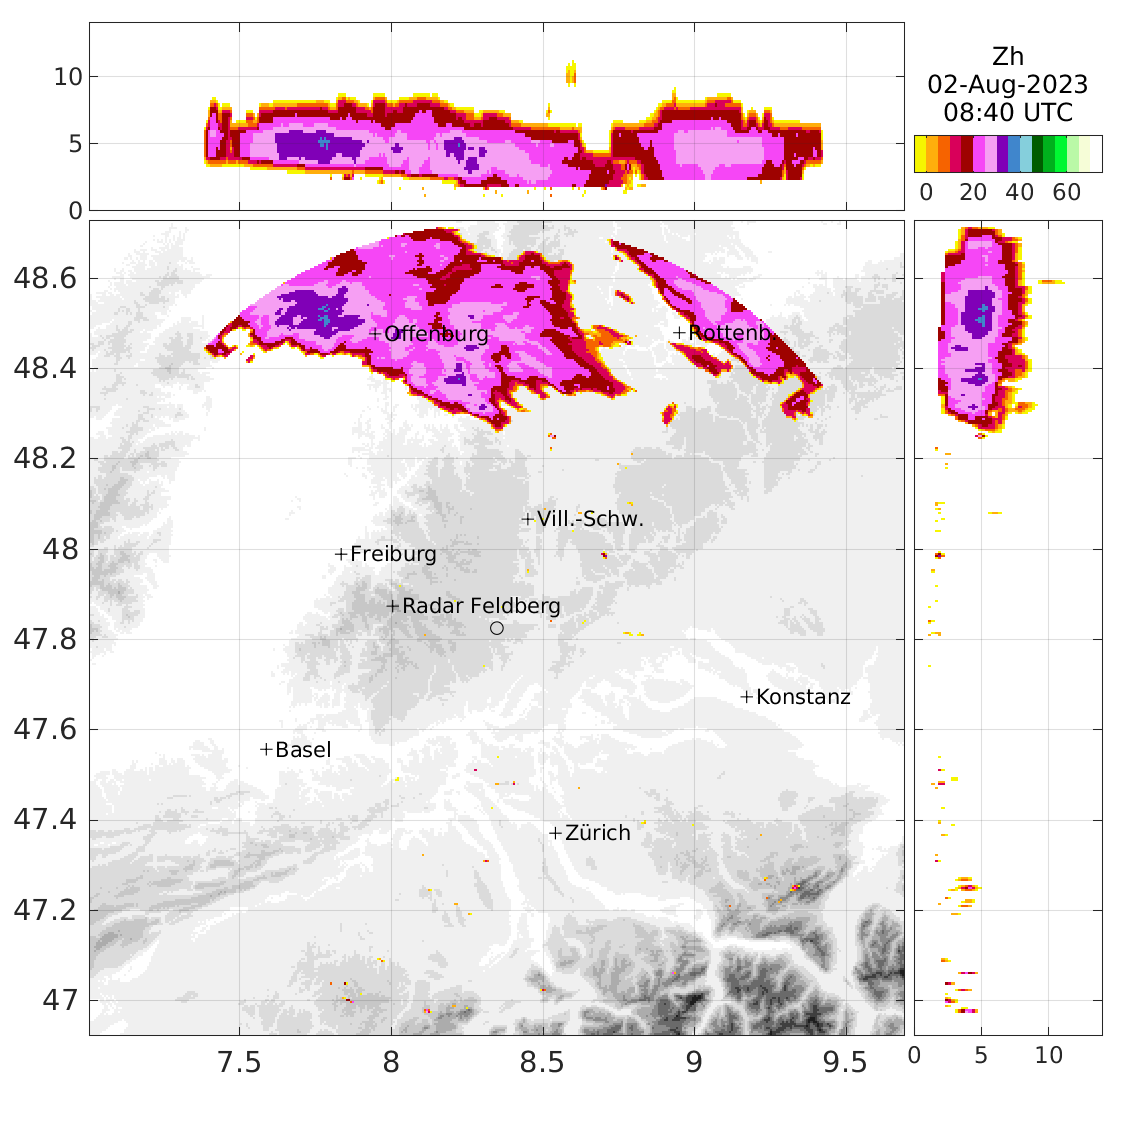 10
5
0
Zh
02-Aug-2023
08:40 UTC
0 20 40 60
48.6
48.4
48.2
48
47.8
47.6
47.4
47.2
47
Offenburg
Rottenb.
Vill.-Schw.
Freiburg
Radar Feldberg
Konstanz
Basel
Zürich
7.5 8 8.5 9 9.5
0 5 10